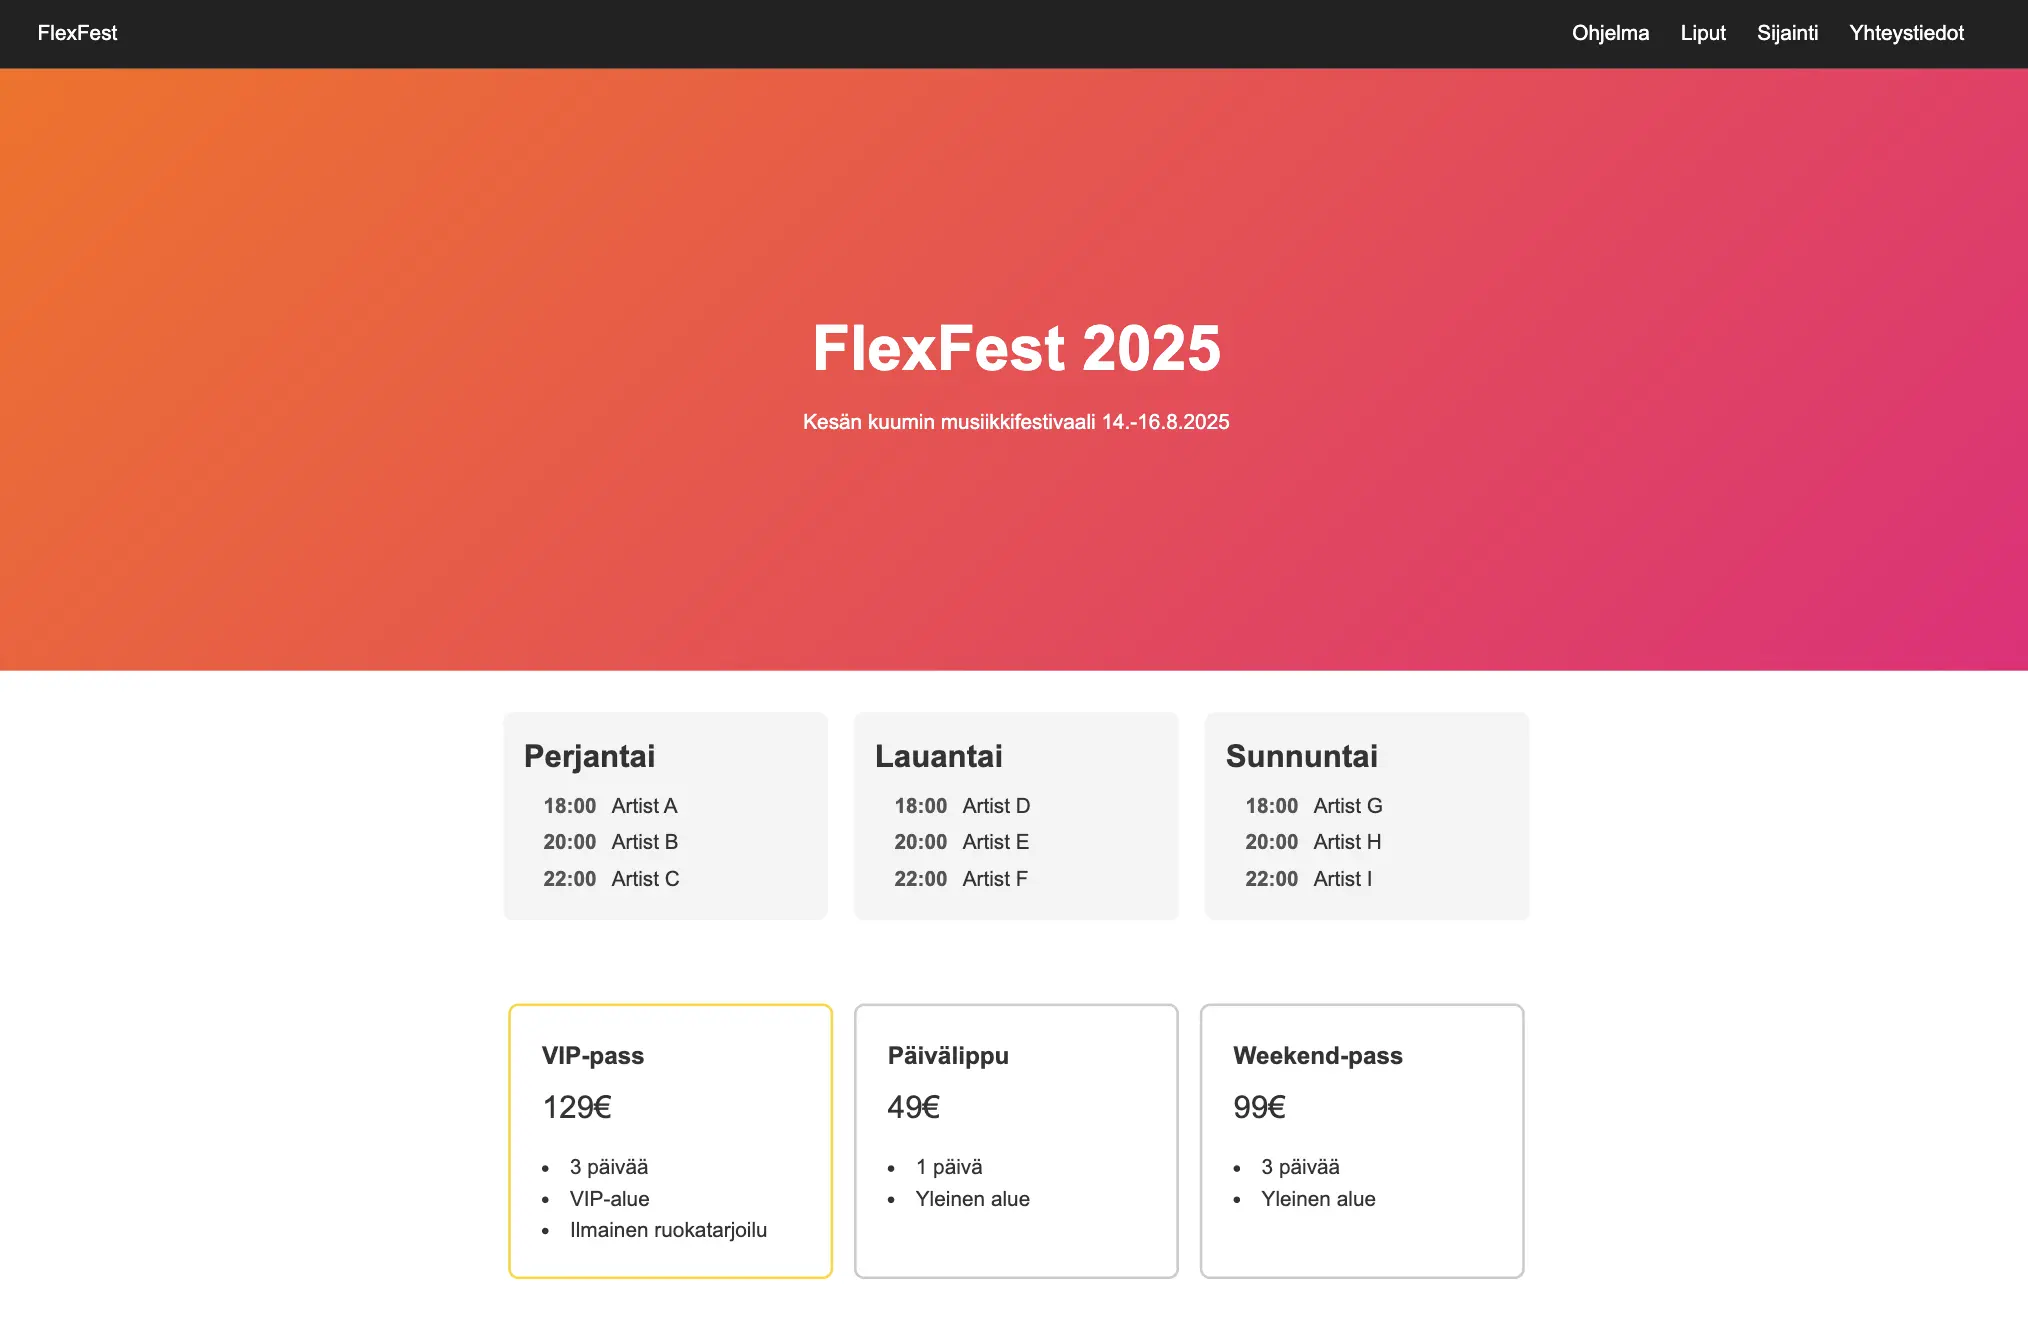 FlexFest
Ohjelma Liput Sijainti Yhteystiedot
FlexFest 2025
Kesän kuumin musiikkifestivaali 14.-16.8.2025
Perjantai
18:00 Artist A
20:00 Artist B
22:00 Artist C
Lauantai
18:00 Artist D
20:00 Artist E
22:00 Artist F
Sunnuntai
18:00 Artist G
20:00 Artist H
22:00 Artist I
VIP-pass
129€
• 3 päivää
• VIP-alue
• Ilmainen ruokatarjoilu
Päivälippu
49€
• 1 päivä
• Yleinen alue
Weekend-pass
99€
• 3 päivää
• Yleinen alue